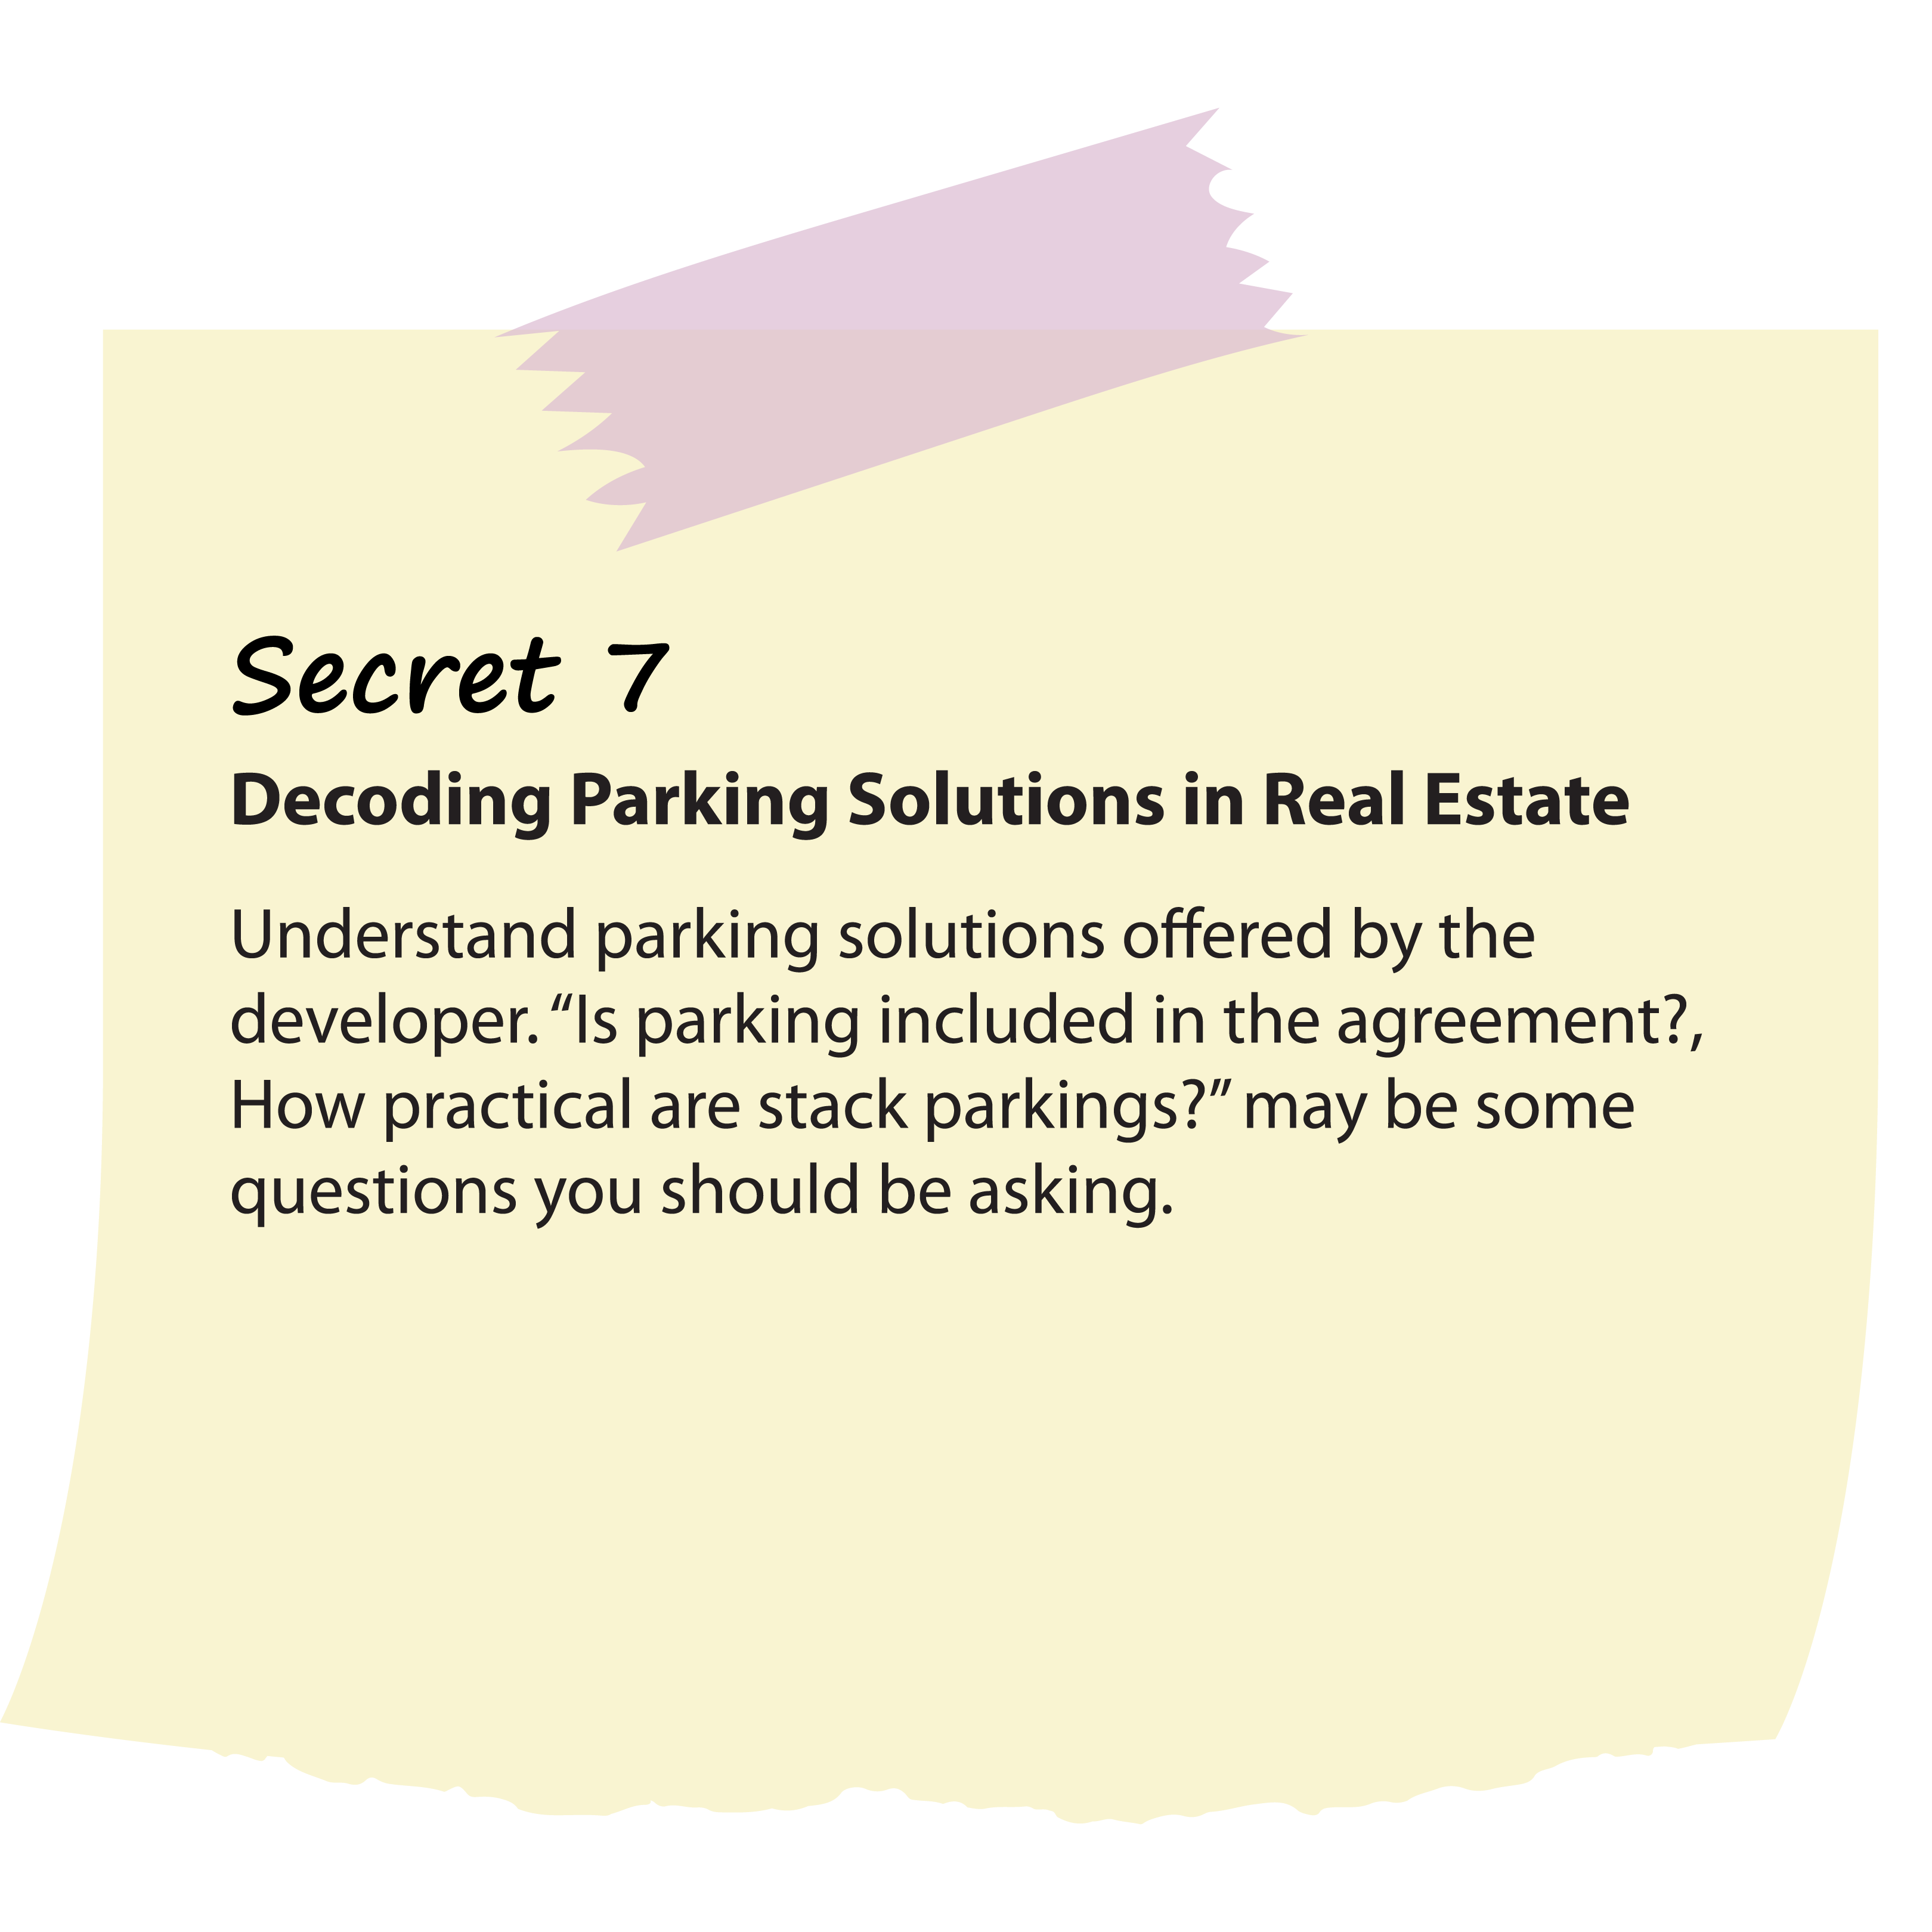 Secret 7
Decoding Parking Solutions in Real Estate
Understand parking solutions offered by the
developer. “‘Is parking included in the agreement?,
How practical are stack parkings?’” may be some
questions you should be asking.